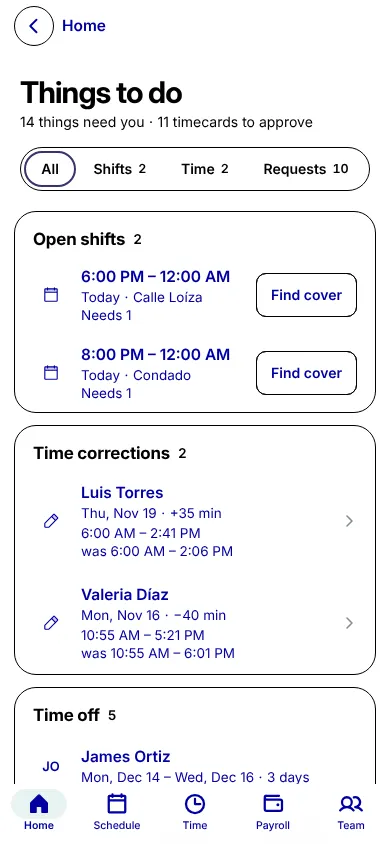 Home
Things to do
14 things need you · 11 timecards to approve
All
Shifts 2
Time 2
Requests 10
Open shifts 2
6:00 PM – 12:00 AM
Today · Calle Loíza
Needs 1
Find cover
8:00 PM – 12:00 AM
Today · Condado
Needs 1
Find cover
Time corrections 2
Luis Torres
Thu, Nov 19 · +35 min
6:00 AM – 2:41 PM
was 6:00 AM – 2:06 PM
Valeria Díaz
Mon, Nov 16 · −40 min
10:55 AM – 5:21 PM
was 10:55 AM – 6:01 PM
Time off 5
JO
James Ortiz
Mon, Dec 14 – Wed, Dec 16 · 3 days
Home
Schedule
Time
Payroll
Team